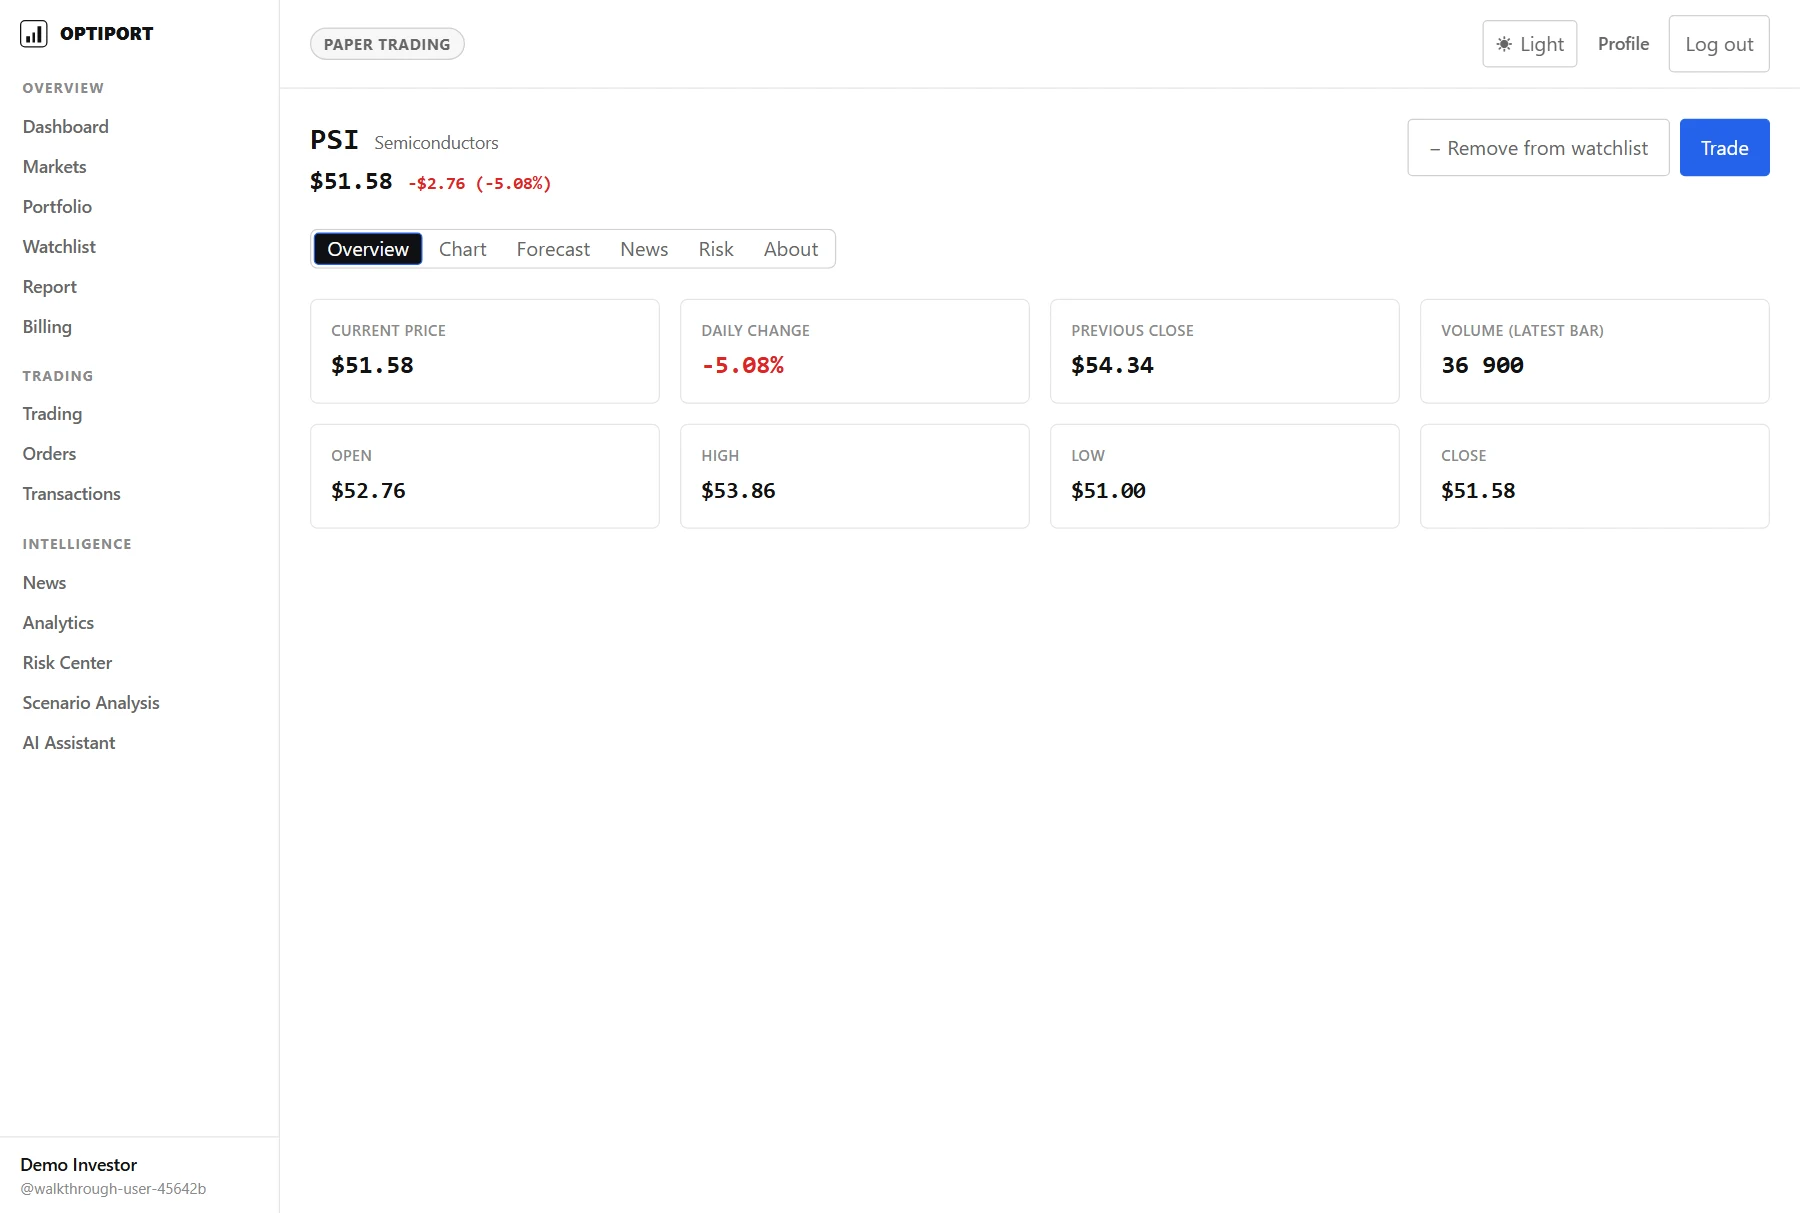 OPTIPORT
OVERVIEW
Dashboard
Markets
Portfolio
Watchlist
Report
Billing
TRADING
Trading
Orders
Transactions
INTELLIGENCE
News
Analytics
Risk Center
Scenario Analysis
AI Assistant
Demo Investor
@walkthrough-user-45642b
PAPER TRADING
Light
Profile
Log out
PSI Semiconductors
$51.58 -$2.76 (-5.08%)
– Remove from watchlist
Trade
Overview Chart Forecast News Risk About
CURRENT PRICE
$51.58
DAILY CHANGE
-5.08%
PREVIOUS CLOSE
$54.34
VOLUME (LATEST BAR)
36 900
OPEN
$52.76
HIGH
$53.86
LOW
$51.00
CLOSE
$51.58